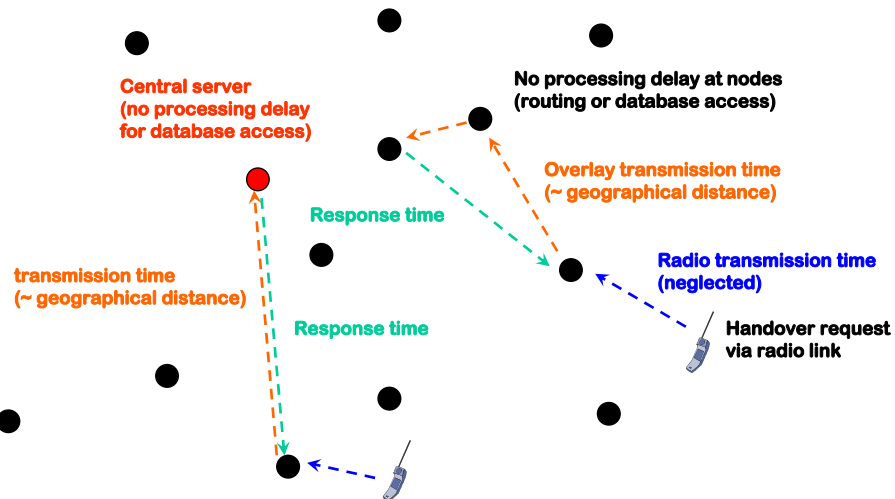 Central server
(no processing delay
for database access)
No processing delay at nodes
(routing or database access)
Overlay transmission time
(~ geographical distance)
Response time
Radio transmission time
(neglected)
transmission time
(~ geographical distance)
Response time
Handover request
via radio link